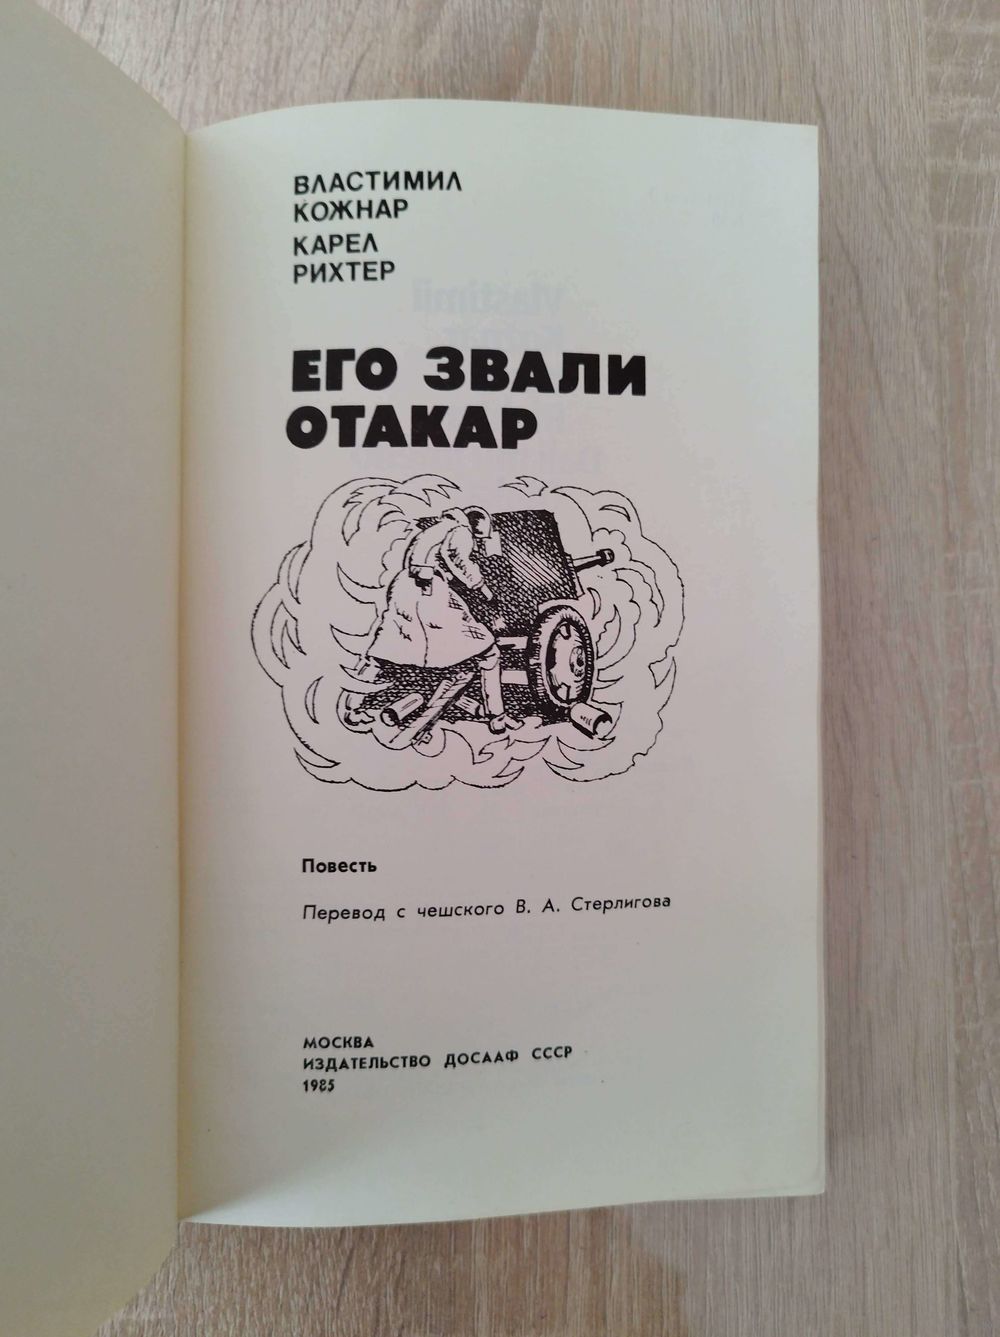 ВЛАСТИМИЛ
КОЖНАР
КАРЕЛ
РИХТЕР
ЕГО ЗВАЛИ
ОТАКАР
Повесть
Перевод с чешского В. А. Стерлигова
МОСКВА
ИЗДАТЕЛЬСТВО ДОСААФ СССР
1985